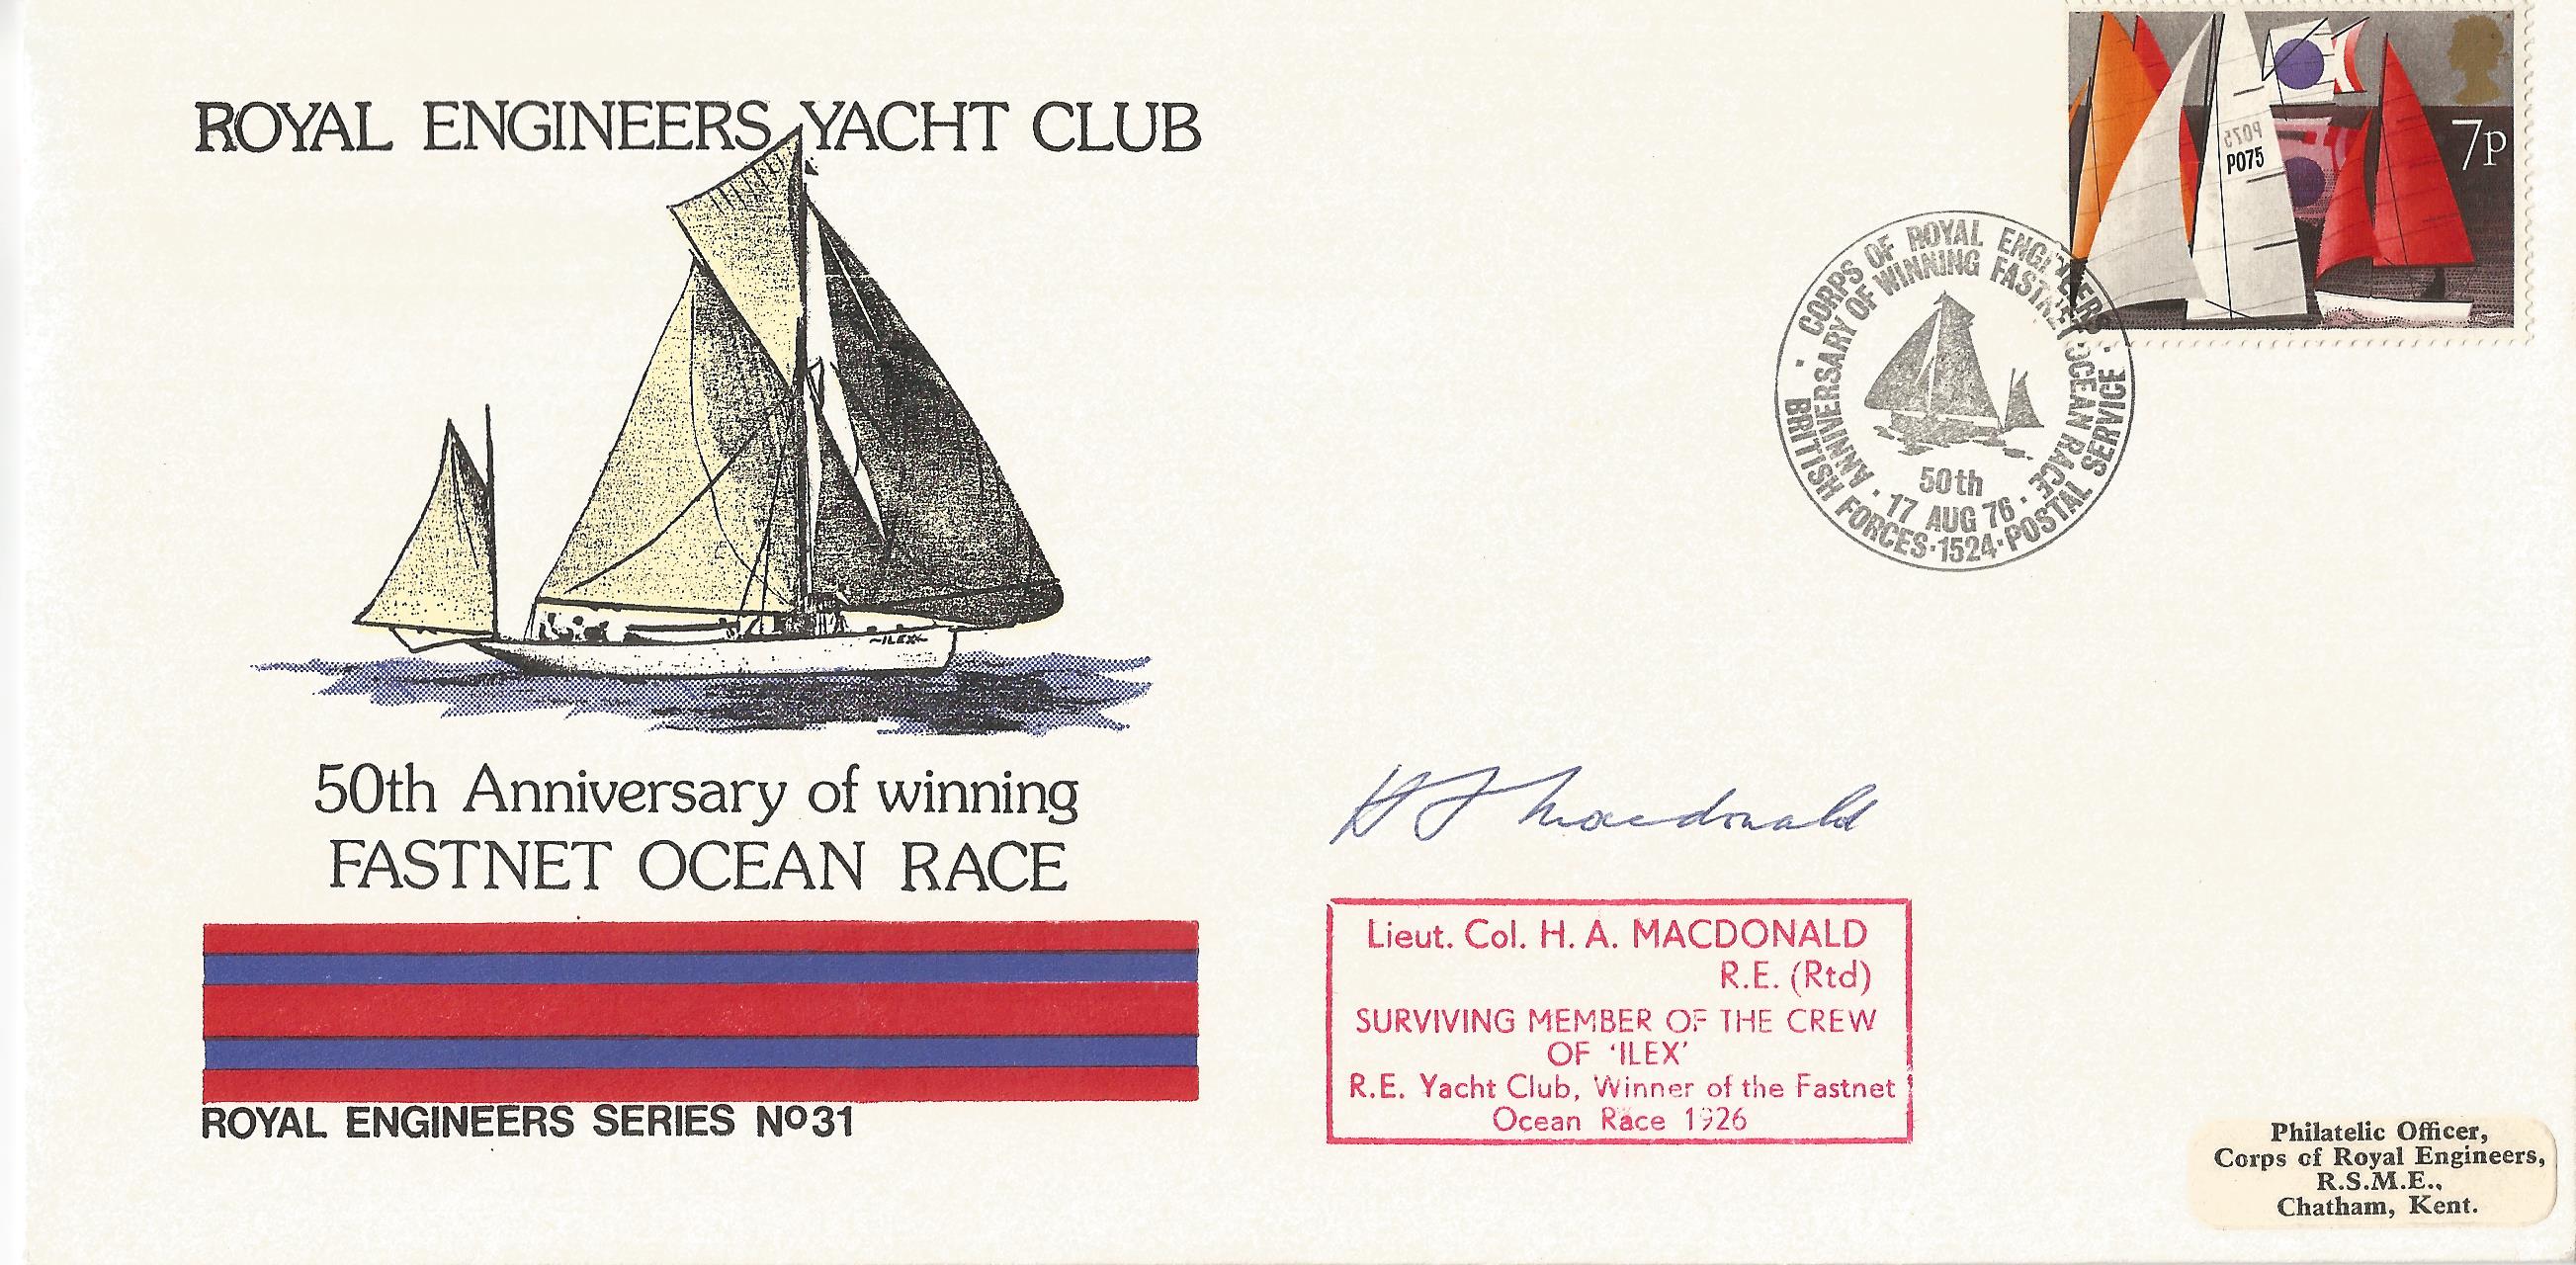 ROYAL ENGINEERS YACHT CLUB
~ILEX~
50th Anniversary of winning
FASTNET OCEAN RACE
ROYAL ENGINEERS SERIES No31
7p
P075
P075
· CORPS OF ROYAL ENGINEERS ·
ANNIVERSARY OF WINNING FASTNET OCEAN RACE
50th
· 17 AUG 76 ·
BRITISH FORCES · 1524 · POSTAL SERVICE
Macdonald
Lieut. Col. H. A. MACDONALD
R.E. (Rtd)
SURVIVING MEMBER OF THE CREW
OF 'ILEX'
R.E. Yacht Club, Winner of the Fastnet
Ocean Race 1926
Philatelic Officer,
Corps of Royal Engineers,
R.S.M.E.,
Chatham, Kent.